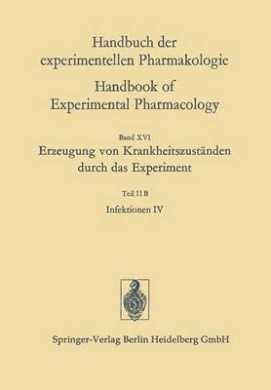 Handbuch der
experimentellen Pharmakologie
Handbook of
Experimental Pharmacology
Band XVI
Erzeugung von Krankheitszuständen
durch das Experiment
Teil 11 B
Infektionen IV
Springer-Verlag Berlin Heidelberg GmbH